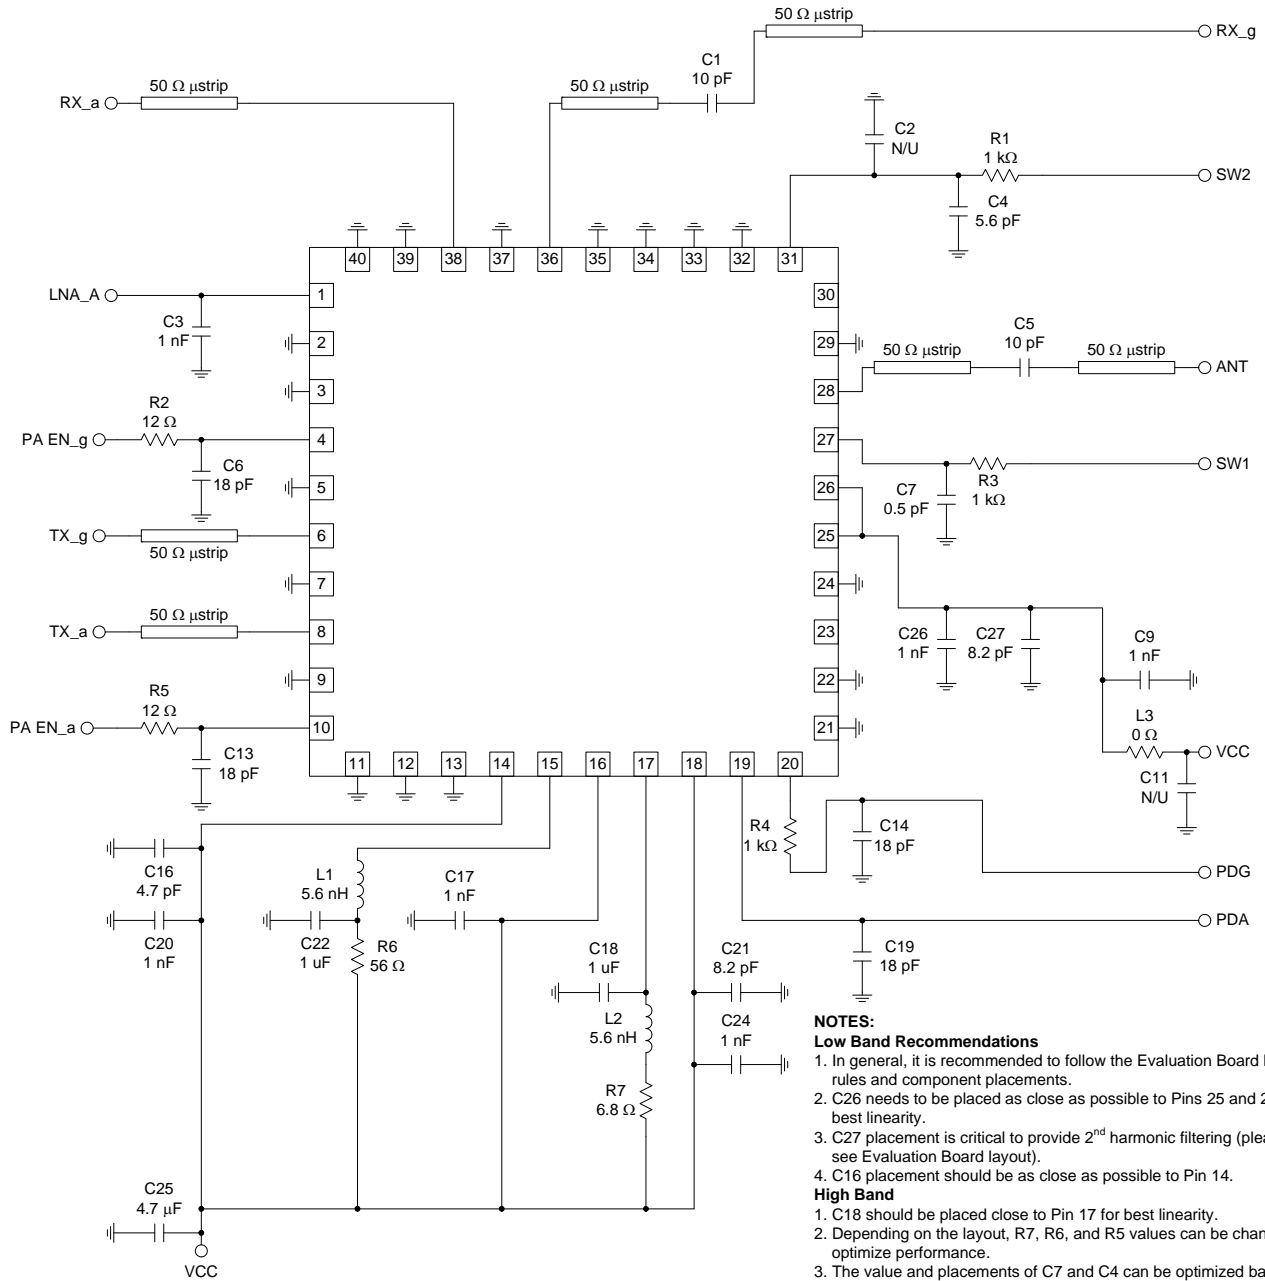 50 Ω µstrip
RX_g
C1
10 pF
50 Ω µstrip
50 Ω µstrip
RX_a
C2
N/U
R1
1 kΩ
SW2
C4
5.6 pF
40
39
38
37
36
35
34
33
32
31
LNA_A
1
30
C3
1 nF
2
29
C5
10 pF
50 Ω µstrip
50 Ω µstrip
3
28
ANT
R2
12 Ω
PA EN_g
4
27
SW1
C6
18 pF
R3
1 kΩ
C7
0.5 pF
5
26
TX_g
50 Ω µstrip
6
25
7
24
50 Ω µstrip
TX_a
8
23
C26
1 nF
C27
8.2 pF
C9
1 nF
9
22
R5
12 Ω
PA EN_a
10
21
L3
0 Ω
VCC
C13
18 pF
C11
N/U
11
12
13
14
15
16
17
18
19
20
R4
1 kΩ
C14
18 pF
C16
4.7 pF
L1
5.6 nH
C17
1 nF
PDG
PDA
C20
1 nF
C22
1 uF
R6
56 Ω
C18
1 uF
C21
8.2 pF
C19
18 pF
L2
5.6 nH
C24
1 nF
R7
6.8 Ω
C25
4.7 µF
VCC
NOTES:
Low Band Recommendations
1. In general, it is recommended to follow the Evaluation Board
rules and component placements.
2. C26 needs to be placed as close as possible to Pins 25 and 2
best linearity.
3. C27 placement is critical to provide 2nd harmonic filtering (plea
see Evaluation Board layout).
4. C16 placement should be as close as possible to Pin 14.
High Band
1. C18 should be placed close to Pin 17 for best linearity.
2. Depending on the layout, R7, R6, and R5 values can be chan
optimize performance.
3. The value and placements of C7 and C4 can be optimized ba